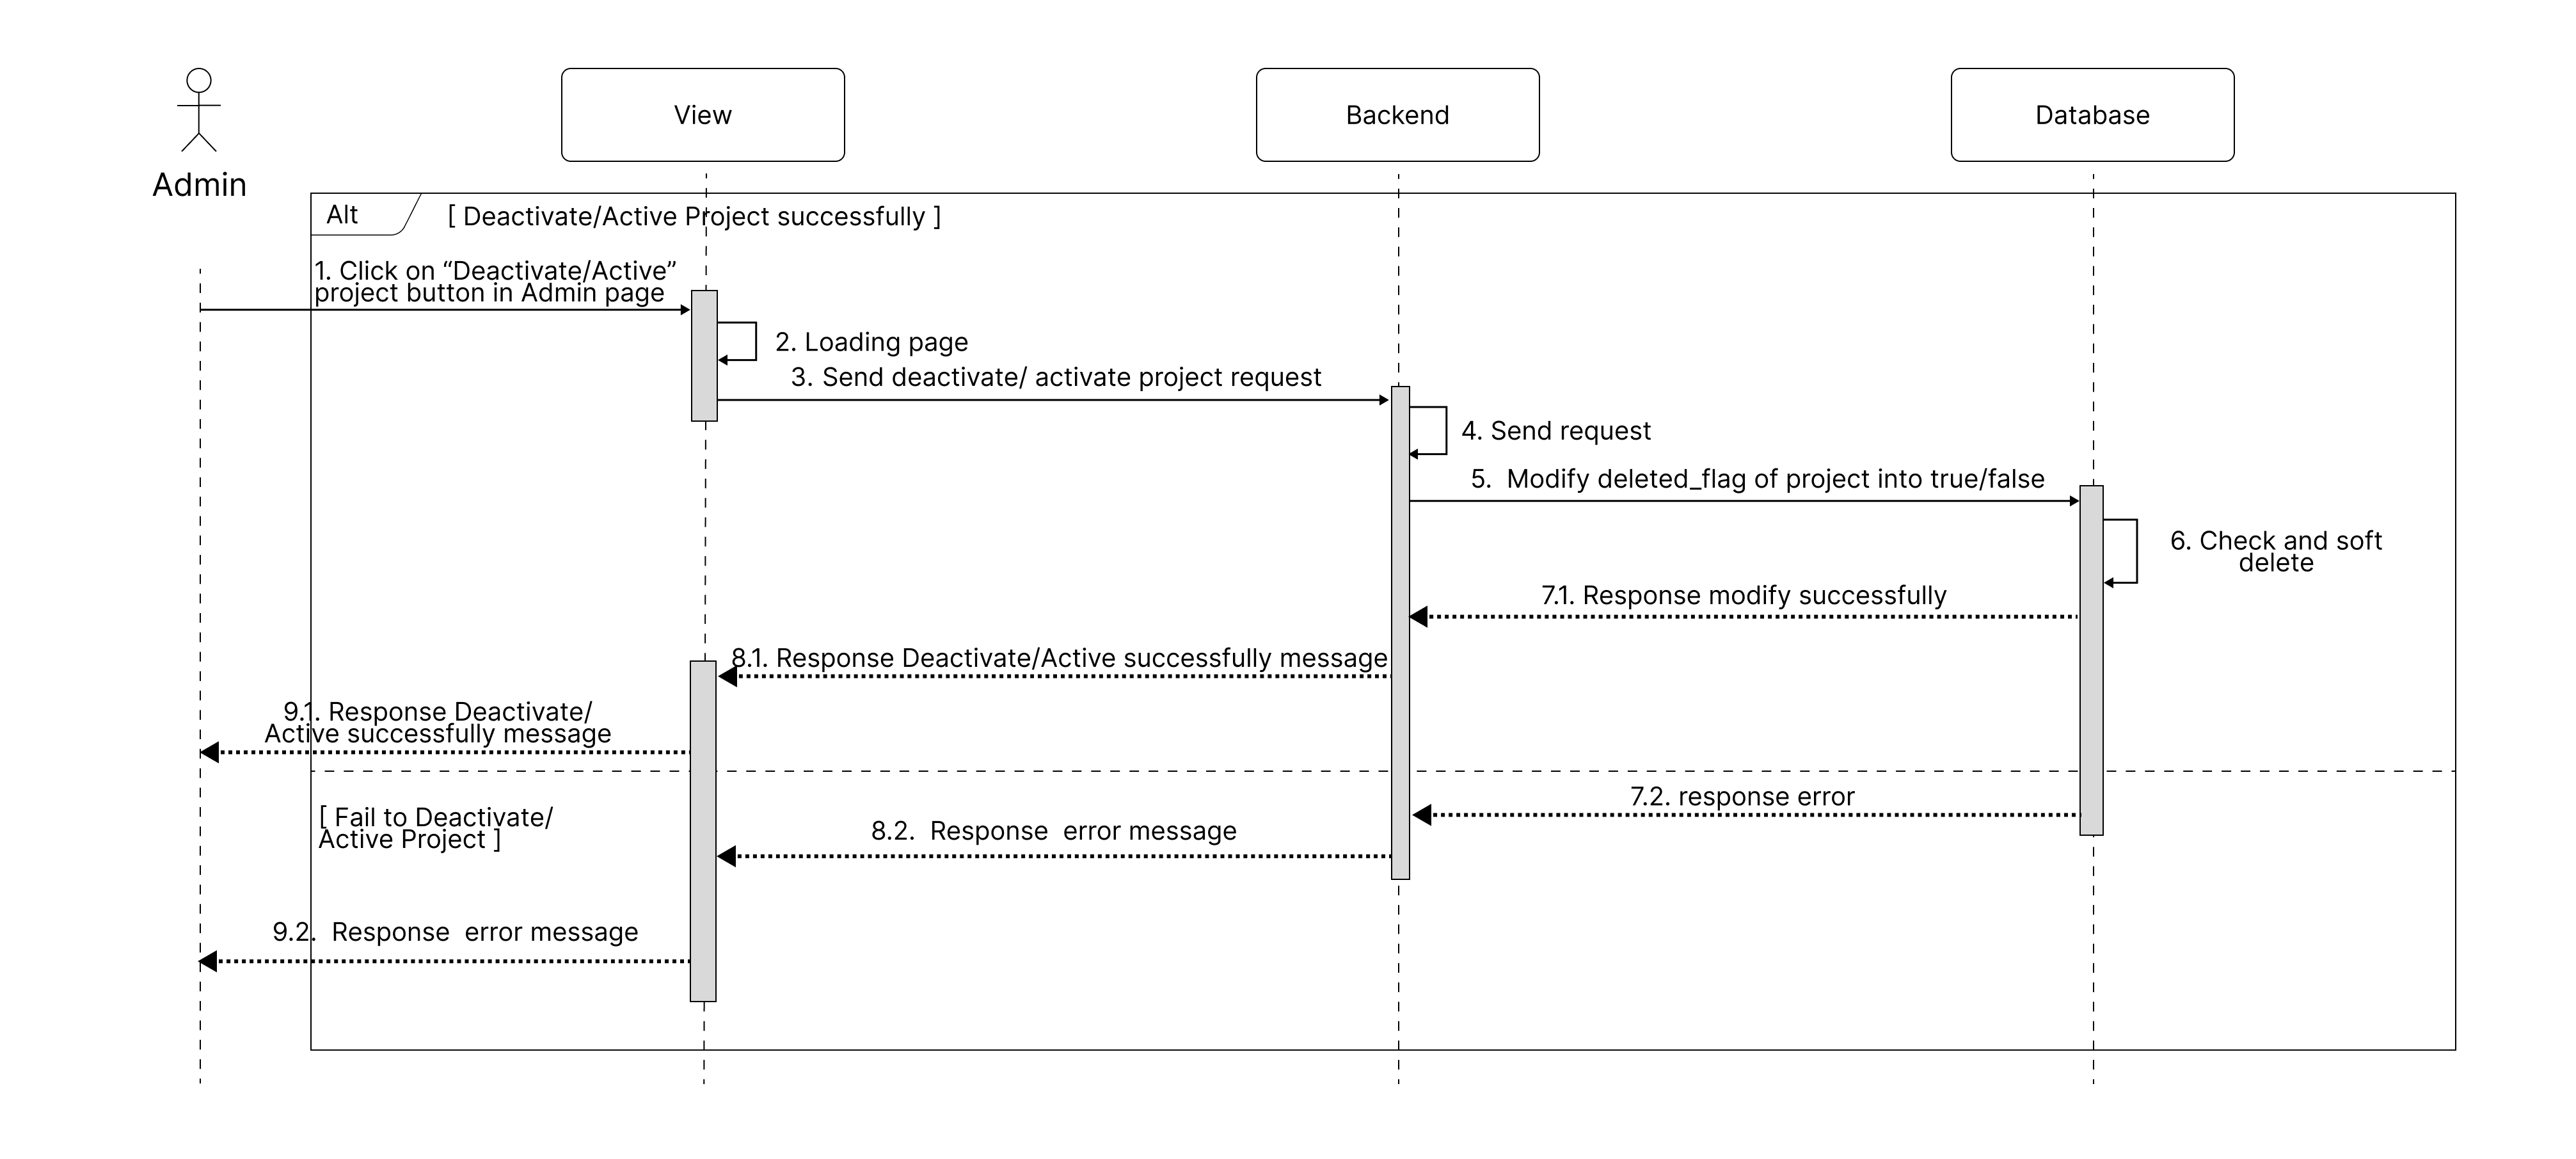 View
Backend
Database
Admin
Alt
[ Deactivate/Active Project successfully ]
1. Click on “Deactivate/Active”
project button in Admin page
2. Loading page
3. Send deactivate/ activate project request
4. Send request
5.  Modify deleted_flag of project into true/false
6. Check and soft
delete
7.1. Response modify successfully
8.1. Response Deactivate/Active successfully message
9.1. Response Deactivate/
Active successfully message
7.2. response error
[ Fail to Deactivate/
Active Project ]
8.2.  Response  error message
9.2.  Response  error message